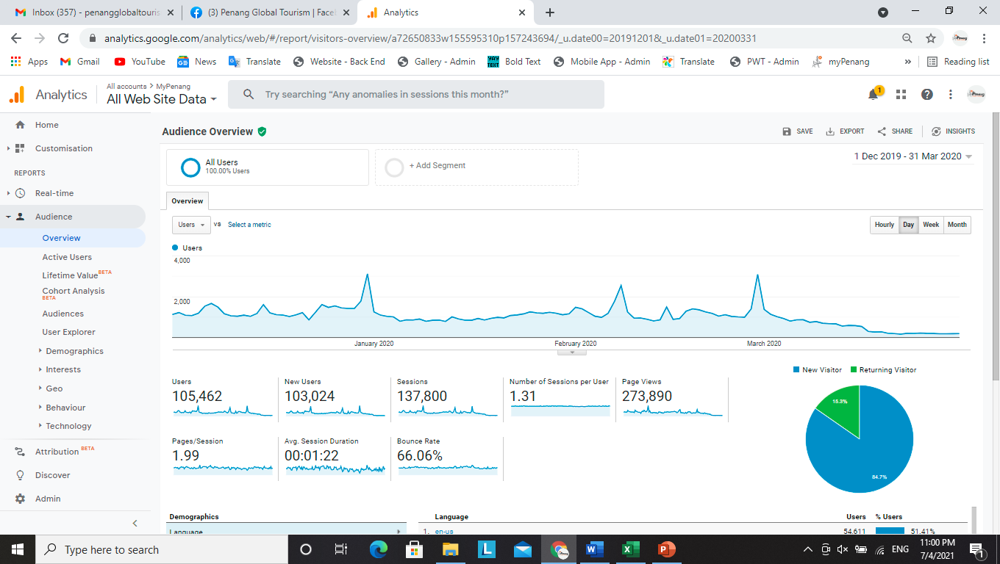 Inbox (357) - penangglobaltouris
(3) Penang Global Tourism | Face
Analytics
analytics.google.com/analytics/web/#/report/visitors-overview/a72650833w155595310p157243694/_u.date00=20191201&_u.date01=20200331
Apps
Gmail
YouTube
News
Translate
Website - Back End
Gallery - Admin
YAY TEXT
Bold Text
Mobile App - Admin
Translate
PWT - Admin
myPenang
»
Reading list
Analytics
All accounts > MyPenang
All Web Site Data
Try searching “Any anomalies in sessions this month?”
1
Home
Customisation
REPORTS
Real-time
Audience
Overview
Active Users
Lifetime Value BETA
Cohort Analysis
BETA
Audiences
User Explorer
Demographics
Interests
Geo
Behaviour
Technology
Attribution BETA
Discover
Admin
Audience Overview
SAVE
EXPORT
SHARE
INSIGHTS
All Users
100.00% Users
+ Add Segment
1 Dec 2019 - 31 Mar 2020
Overview
Users
VS
Select a metric
Hourly
Day
Week
Month
Users
4,000
2,000
January 2020
February 2020
March 2020
Users
105,462
New Users
103,024
Sessions
137,800
Number of Sessions per User
1.31
Page Views
273,890
Pages/Session
1.99
Avg. Session Duration
00:01:22
Bounce Rate
66.06%
New Visitor
Returning Visitor
15.3%
84.7%
Demographics
Language
Language
Users
% Users
1.
en-us
54,611
51.41%
Type here to search
ENG
11:00 PM
7/4/2021
1